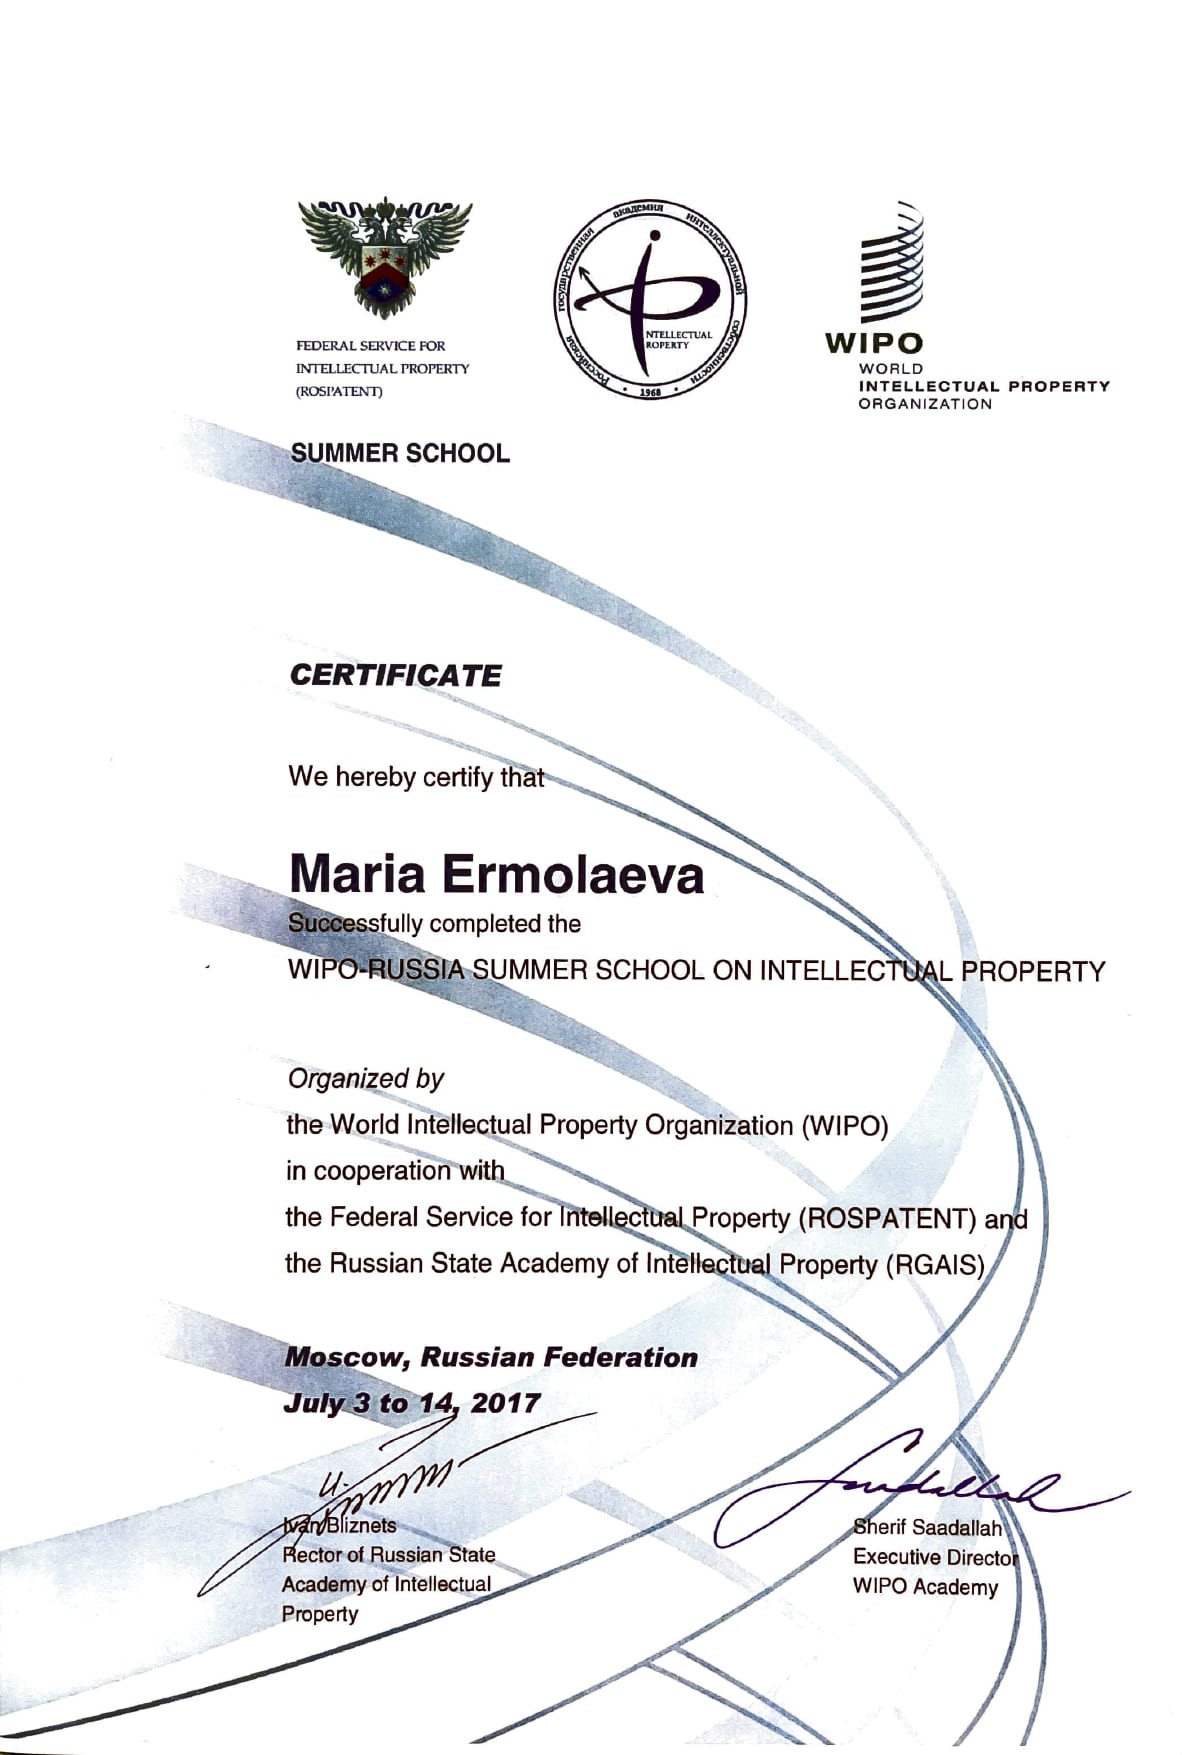 FEDERAL SERVICE FOR
INTELLECTUAL PROPERTY
(ROSPATENT)
Российская государственная академия интеллектуальной собственности
• 1968 •
INTELLECTUAL
PROPERTY
WIPO
WORLD
INTELLECTUAL PROPERTY
ORGANIZATION
SUMMER SCHOOL
CERTIFICATE
We hereby certify that
Maria Ermolaeva
Successfully completed the
WIPO-RUSSIA SUMMER SCHOOL ON INTELLECTUAL PROPERTY
Organized by
the World Intellectual Property Organization (WIPO)
in cooperation with
the Federal Service for Intellectual Property (ROSPATENT) and
the Russian State Academy of Intellectual Property (RGAIS)
Moscow, Russian Federation
July 3 to 14, 2017
Ivan Bliznets
Rector of Russian State
Academy of Intellectual
Property
Saadallah
Sherif Saadallah
Executive Director
WIPO Academy